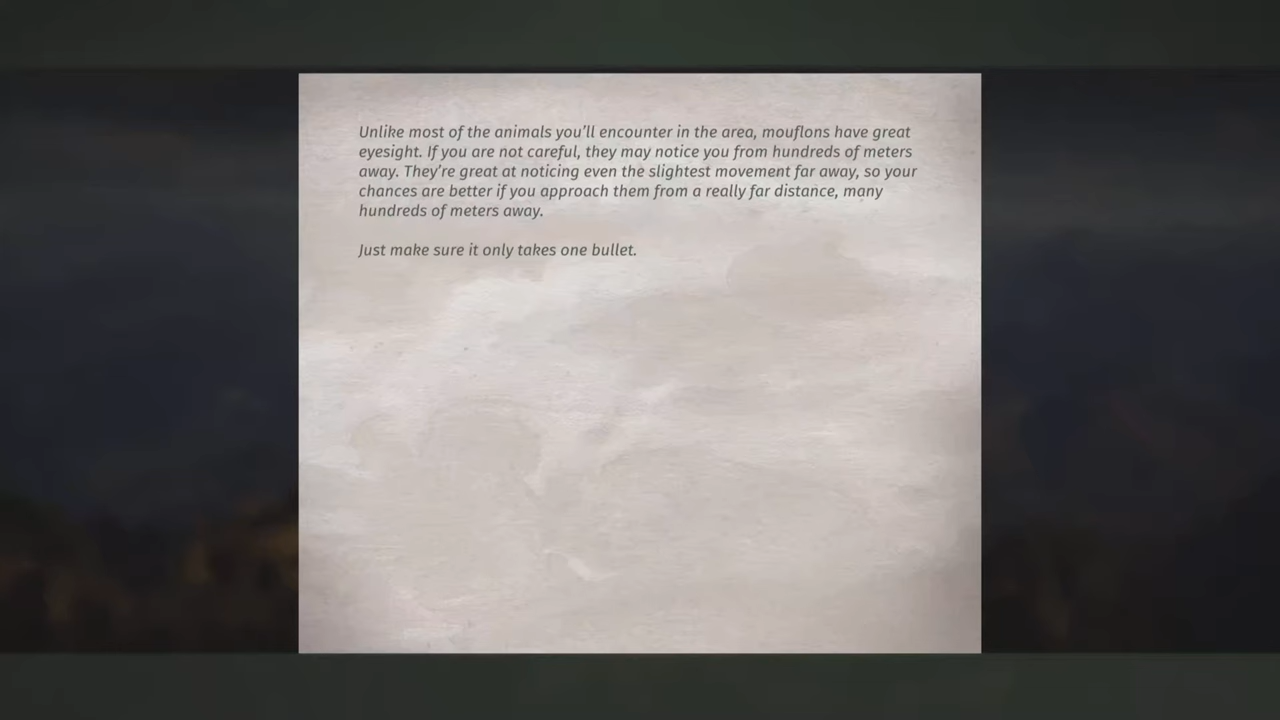 Unlike most of the animals you'll encounter in the area, mouflons have great
eyesight. If you are not careful, they may notice you from hundreds of meters
away. They're great at noticing even the slightest movement far away, so your
chances are better if you approach them from a really far distance, many
hundreds of meters away.
Just make sure it only takes one bullet.